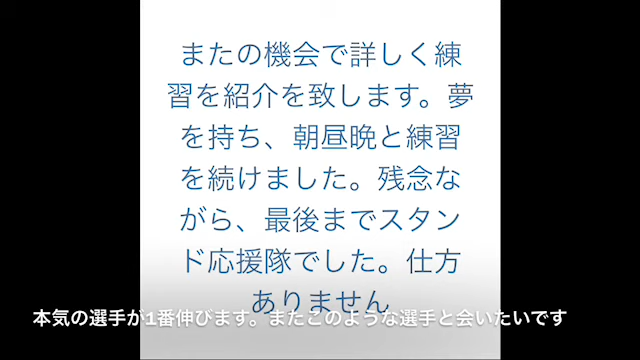 またの機会で詳しく練
習を紹介を致します。夢
を持ち、朝昼晩と練習
を続けました。残念な
がら、最後までスタン
ド応援隊でした。仕方
ありません
本気の選手が1番伸びます。またこのような選手と会いたいです